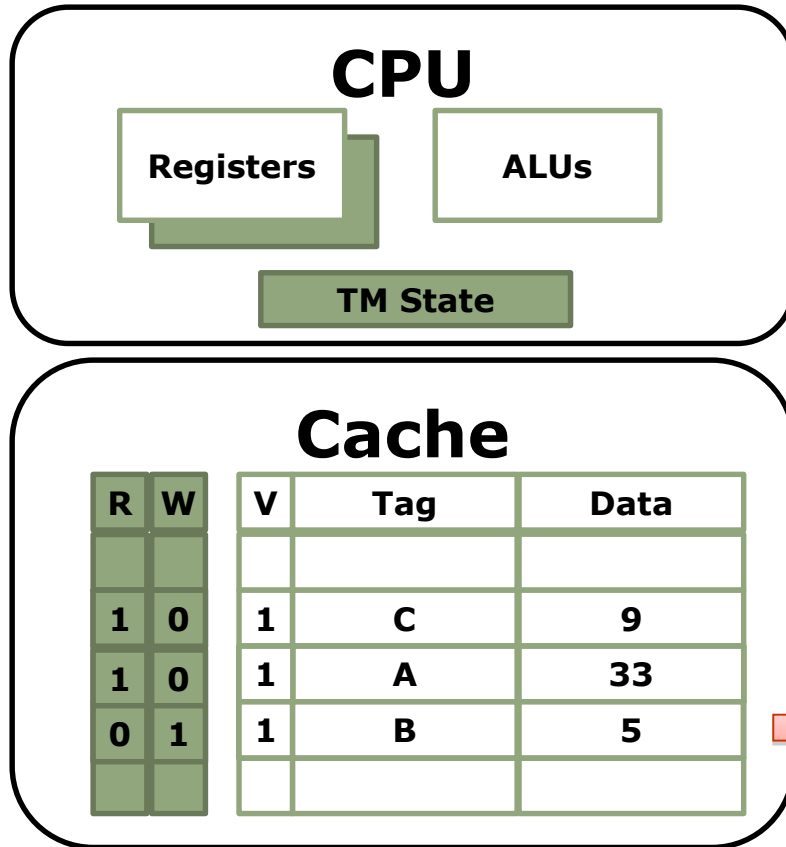 CPU
Registers ALUs
TM State
Cache
R W V Tag Data
1 0 1 C 9
1 0 1 A 33
0 1 1 B 5